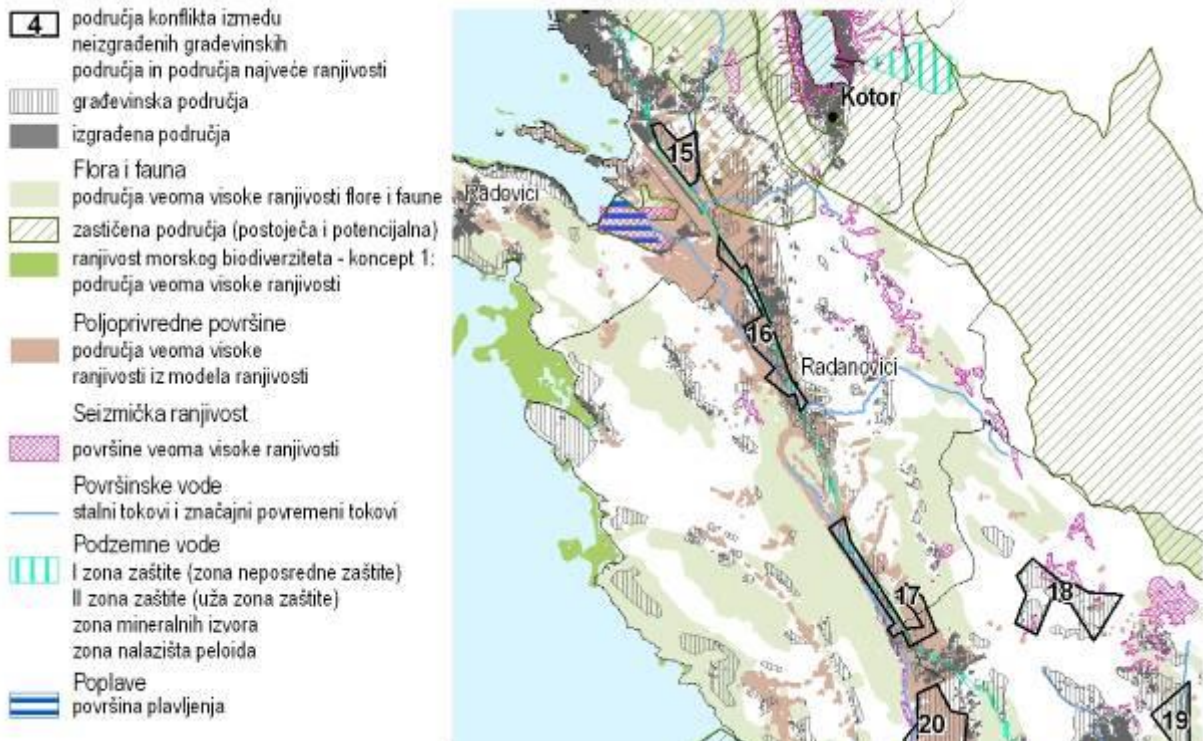 4
područja konflikta između
neizgrađenih građevinskih
područja in područja najveće ranjivosti
građevinska područja
izgrađena područja
Flora i fauna
područja veoma visoke ranjivosti flore i faune
zastičena područja (postoječa i potencijalna)
ranjivost morskog biodiverziteta - koncept 1:
područja veoma visoke ranjivosti
Poljoprivredne površine
područja veoma visoke
ranjivosti iz modela ranjivosti
Seizmička ranjivost
površine veoma visoke ranjivosti
Površinske vode
stalni tokovi i značajni povremeni tokovi
Podzemne vode
I zona zaštite (zona neposredne zaštite)
II zona zaštite (uža zona zaštite)
zona mineralnih izvora
zona nalazišta peloida
Poplave
površina plavljenja
Kotor
15
Radovici
16
Radanovici
17
18
19
20